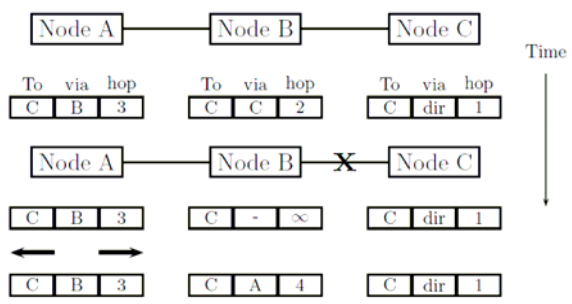 Node A Node B Node C
Time
To via hop To via hop To via hop
C B 3 C C 2 C dir 1
Node A Node B X Node C
C B 3 C - ∞ C dir 1
C B 3 C A 4 C dir 1